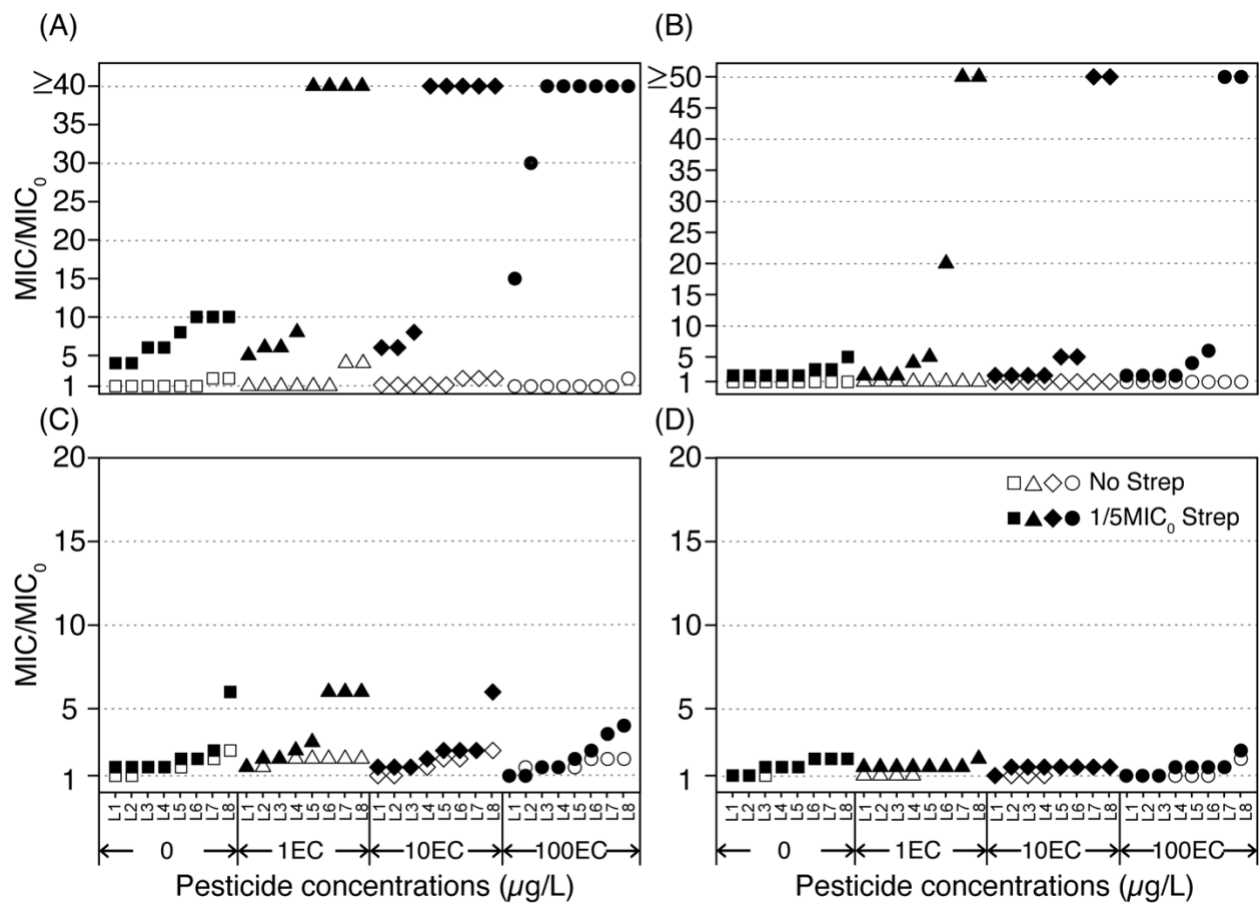 (A)
MIC/MIC0
≥40
35
30
25
20
15
10
5
1
(B)
≥50
45
40
35
30
25
20
15
10
5
1
(C)
MIC/MIC0
20
15
10
5
1
L1 L2 L3 L4 L5 L6 L7 L8 L1 L2 L3 L4 L5 L6 L7 L8 L1 L2 L3 L4 L5 L6 L7 L8 L1 L2 L3 L4 L5 L6 L7 L8
0 1EC 10EC 100EC
Pesticide concentrations (µg/L)
(D)
20
15
10
5
1
No Strep
1/5MIC0 Strep
L1 L2 L3 L4 L5 L6 L7 L8 L1 L2 L3 L4 L5 L6 L7 L8 L1 L2 L3 L4 L5 L6 L7 L8 L1 L2 L3 L4 L5 L6 L7 L8
0 1EC 10EC 100EC
Pesticide concentrations (µg/L)